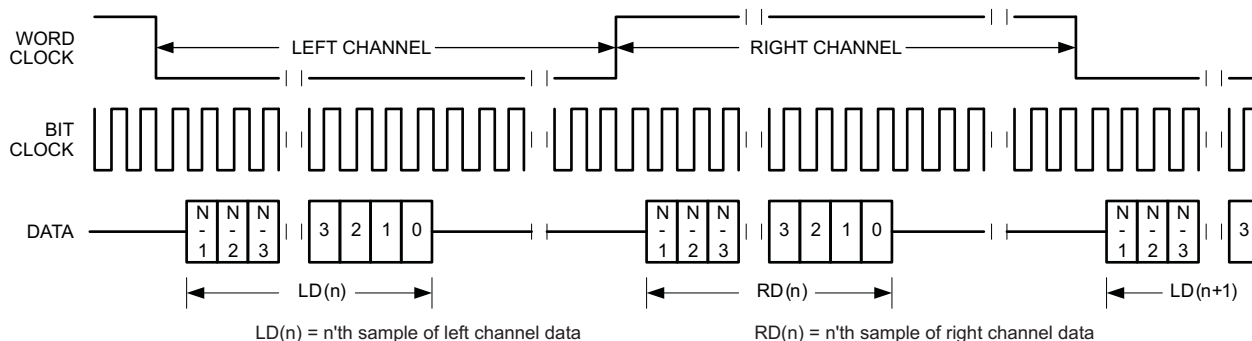 WORD
CLOCK
LEFT CHANNEL
RIGHT CHANNEL
BIT
CLOCK
DATA
N-1 N-2 N-3 3 2 1 0 N-1 N-2 N-3 3 2 1 0 N-1 N-2 N-3 3
LD(n) RD(n) LD(n+1)
LD(n) = n'th sample of left channel data RD(n) = n'th sample of right channel data